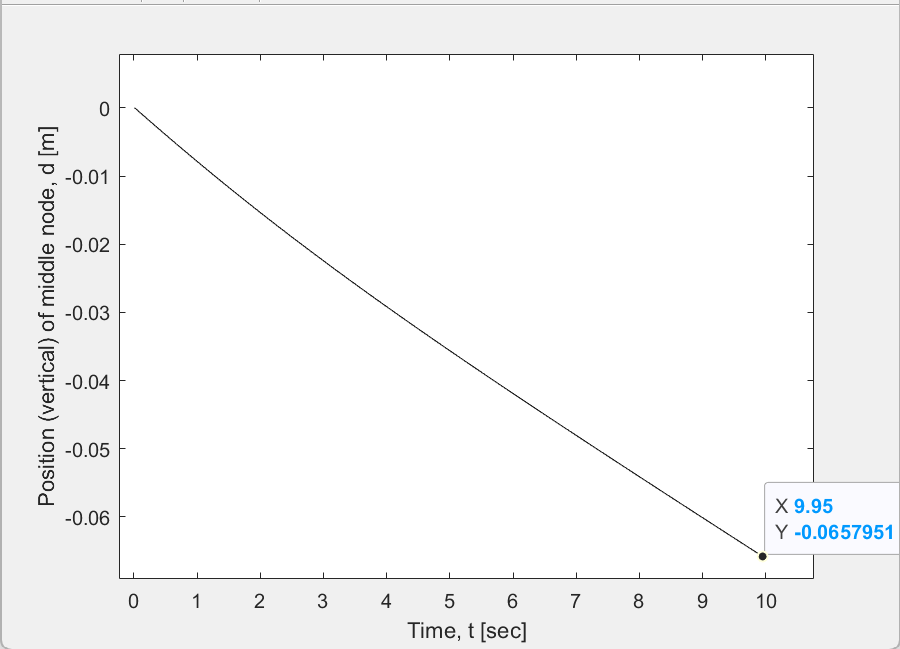 Position (vertical) of middle node, d [m]
0
-0.01
-0.02
-0.03
-0.04
-0.05
-0.06
X 9.95
Y -0.0657951
0 1 2 3 4 5 6 7 8 9 10
Time, t [sec]